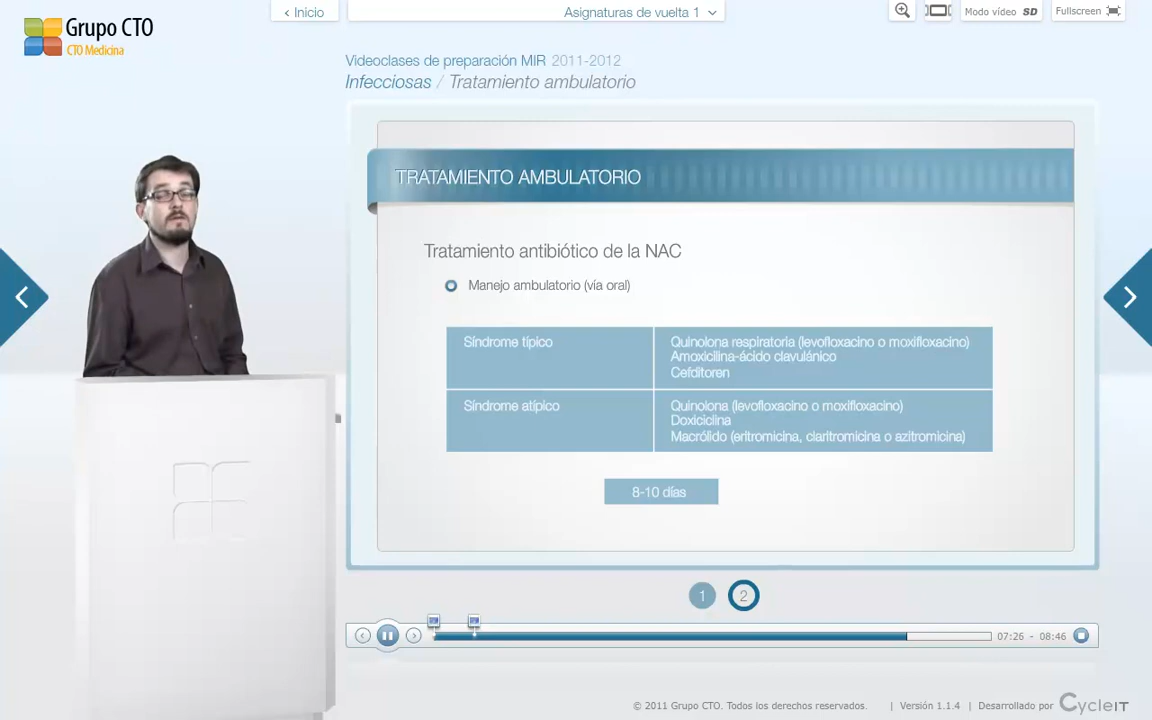 Grupo CTO
CTO Medicina
‹ Inicio
Asignaturas de vuelta 1
Modo vídeo SD
Fullscreen
Videoclases de preparación MIR 2011-2012
Infecciosas / Tratamiento ambulatorio
TRATAMIENTO AMBULATORIO
Tratamiento antibiótico de la NAC
Manejo ambulatorio (vía oral)
Síndrome típico
Quinolona respiratoria (levofloxacino o moxifloxacino)
Amoxicilina-ácido clavulánico
Cefditoren
Síndrome atípico
Quinolona (levofloxacino o moxifloxacino)
Doxiciclina
Macrólido (eritromicina, claritromicina o azitromicina)
8-10 días
1
2
07:26 - 08:46
© 2011 Grupo CTO. Todos los derechos reservados. | Versión 1.1.4 | Desarrollado por CycleIT